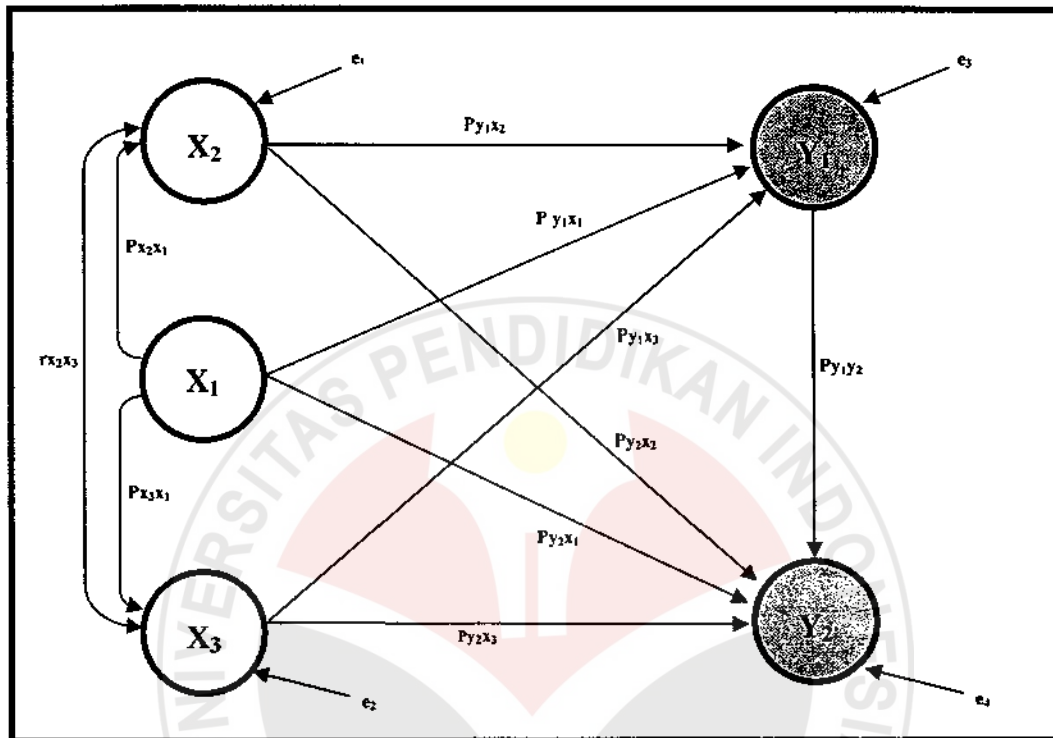 e₁
e₃
X₂
Py₁x₂
Y₁
P y₁x₁
Px₂x₁
Py₁x₃
rx₂x₃
X₁
Py₁y₂
UNIVERSITAS PENDIDIKAN INDONESIA
Py₂x₂
Px₃x₁
Py₂x₁
X₃
Py₂x₃
Y₂
e₂
e₄